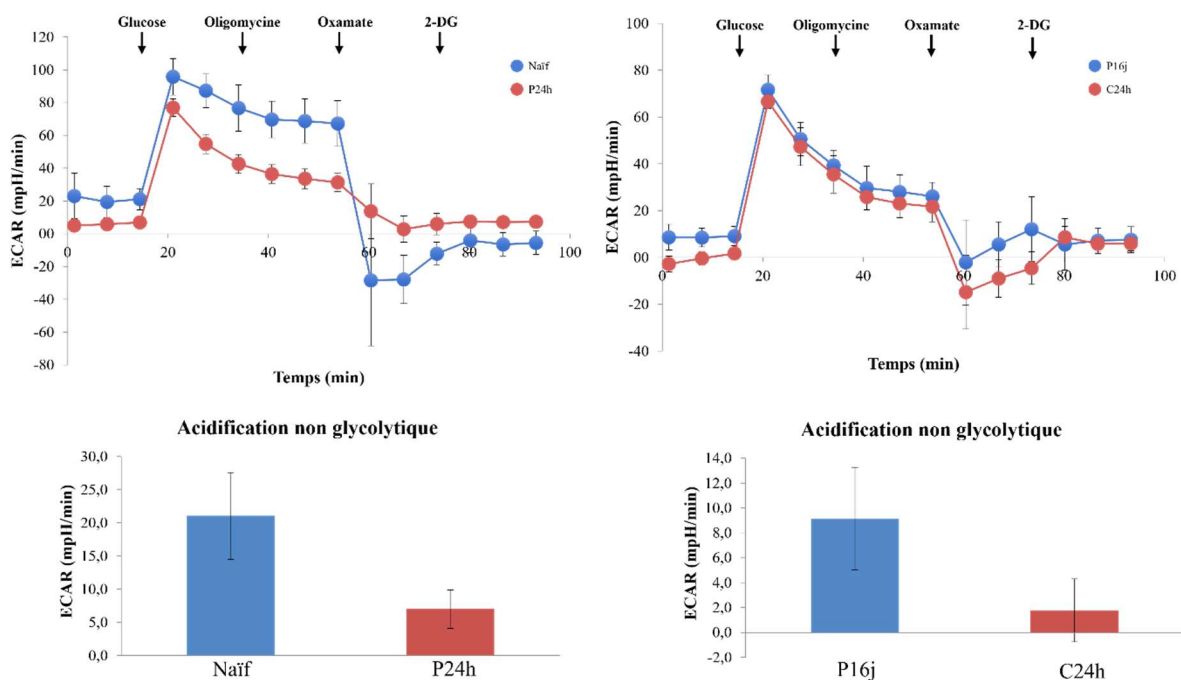 Glucose Oligomycine Oxamate 2-DG
120
100
80
60
40
20
00
-20
-40
-60
-80
0 20 40 60 80 100
ECAR (mpH/min)
Temps (min)
Naïf
P24h
Glucose Oligomycine Oxamate 2-DG
100
80
60
40
20
00
-20
-40
0 20 40 60 80 100
ECAR (mpH/min)
Temps (min)
P16j
C24h
Acidification non glycolytique
30,0
25,0
20,0
15,0
10,0
5,0
0,0
ECAR (mpH/min)
Naïf P24h
Acidification non glycolytique
14,0
12,0
10,0
8,0
6,0
4,0
2,0
0,0
-2,0
ECAR (mpH/min)
P16j C24h